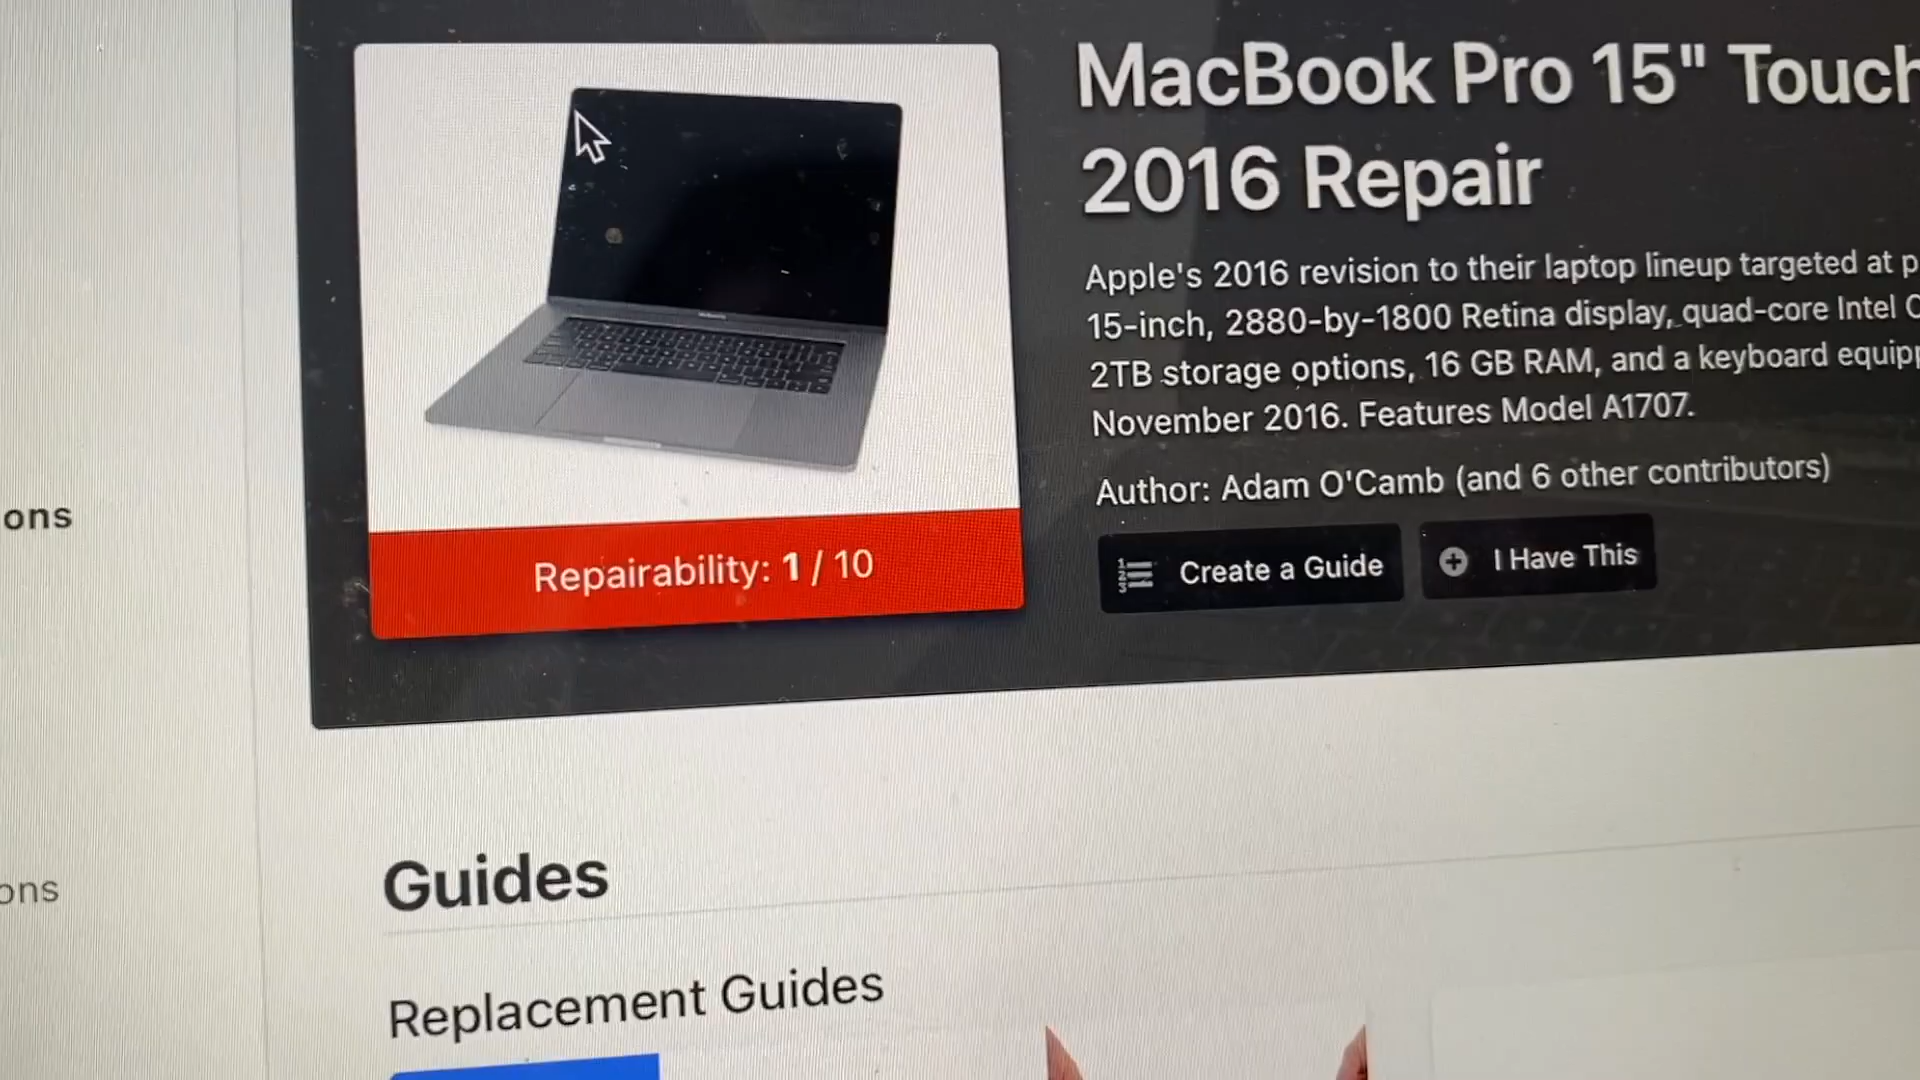 MacBook Pro 15" Touch
2016 Repair
Apple's 2016 revision to their laptop lineup targeted at p
15-inch, 2880-by-1800 Retina display, quad-core Intel C
2TB storage options, 16 GB RAM, and a keyboard equipp
November 2016. Features Model A1707.
Author: Adam O'Camb (and 6 other contributors)
Create a Guide
I Have This
Repairability: 1 / 10
ons
ons
Guides
Replacement Guides